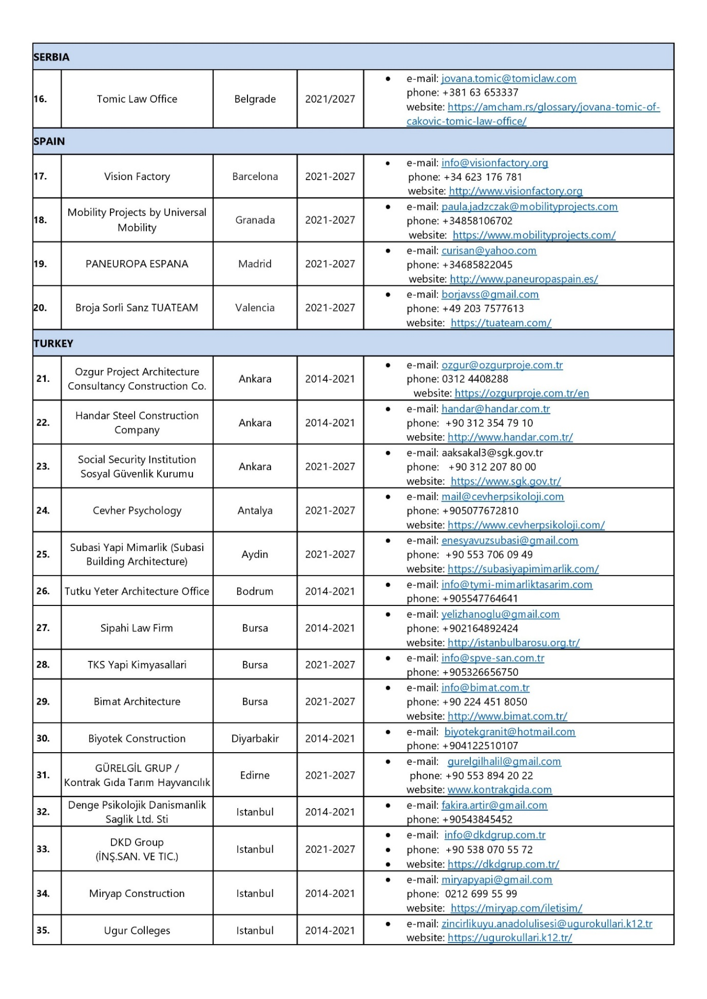 SERBIA
16.
Tomic Law Office
Belgrade
2021/2027
• e-mail: jovana.tomic@tomiclaw.com
phone: +381 63 653337
website: https://amcham.rs/glossary/jovana-tomic-of-
cakovic-tomic-law-office/
SPAIN
17.
Vision Factory
Barcelona
2021-2027
• e-mail: info@visionfactory.org
phone: +34 623 176 781
website: http://www.visionfactory.org
18.
Mobility Projects by Universal
Mobility
Granada
2021-2027
• e-mail: paula.jadzczak@mobilityprojects.com
phone: +34858106702
website: https://www.mobilityprojects.com/
19.
PANEUROPA ESPANA
Madrid
2021-2027
• e-mail: curisan@yahoo.com
phone: +34685822045
website: http://www.paneuropaspain.es/
20.
Broja Sorli Sanz TUATEAM
Valencia
2021-2027
• e-mail: borjavss@gmail.com
phone: +49 203 7577613
website: https://tuateam.com/
TURKEY
21.
Ozgur Project Architecture
Consultancy Construction Co.
Ankara
2014-2021
• e-mail: ozgur@ozgurproje.com.tr
phone: 0312 4408288
website: https://ozgurproje.com.tr/en
22.
Handar Steel Construction
Company
Ankara
2014-2021
• e-mail: handar@handar.com.tr
phone: +90 312 354 79 10
website: http://www.handar.com.tr/
23.
Social Security Institution
Sosyal Güvenlik Kurumu
Ankara
2021-2027
• e-mail: aaksakal3@sgk.gov.tr
phone: +90 312 207 80 00
website: https://www.sgk.gov.tr/
24.
Cevher Psychology
Antalya
2021-2027
• e-mail: mail@cevherpsikoloji.com
phone: +905077672810
website: https://www.cevherpsikoloji.com/
25.
Subasi Yapi Mimarlik (Subasi
Building Architecture)
Aydin
2021-2027
• e-mail: enesyavuzsubasi@gmail.com
phone: +90 553 706 09 49
website: https://subasiyapimimarlik.com/
26.
Tutku Yeter Architecture Office
Bodrum
2014-2021
• e-mail: info@tymi-mimarliktasarim.com
phone: +905547764641
27.
Sipahi Law Firm
Bursa
2014-2021
• e-mail: yelizhanoglu@gmail.com
phone: +902164892424
website: http://istanbulbarosu.org.tr/
28.
TKS Yapi Kimyasallari
Bursa
2021-2027
• e-mail: info@spve-san.com.tr
phone: +905326656750
29.
Bimat Architecture
Bursa
2021-2027
• e-mail: info@bimat.com.tr
phone: +90 224 451 8050
website: http://www.bimat.com.tr/
30.
Biyotek Construction
Diyarbakir
2014-2021
• e-mail: biyotekgranit@hotmail.com
phone: +904122510107
31.
GÜRELGİL GRUP /
Kontrak Gıda Tarım Hayvancılık
Edirne
2021-2027
• e-mail: gurelgilhalil@gmail.com
phone: +90 553 894 20 22
website: www.kontrakgida.com
32.
Denge Psikolojik Danismanlik
Saglik Ltd. Sti
Istanbul
2014-2021
• e-mail: fakira.artir@gmail.com
phone: +90543845452
33.
DKD Group
(İNŞ.SAN. VE TIC.)
Istanbul
2021-2027
• e-mail: info@dkdgrup.com.tr
• phone: +90 538 070 55 72
• website: https://dkdgrup.com.tr/
34.
Miryap Construction
Istanbul
2014-2021
• e-mail: miryapyapi@gmail.com
phone: 0212 699 55 99
website: https://miryap.com/iletisim/
35.
Ugur Colleges
Istanbul
2014-2021
• e-mail: zincirlikuyu.anadolulisesi@ugurokullari.k12.tr
website: https://ugurokullari.k12.tr/